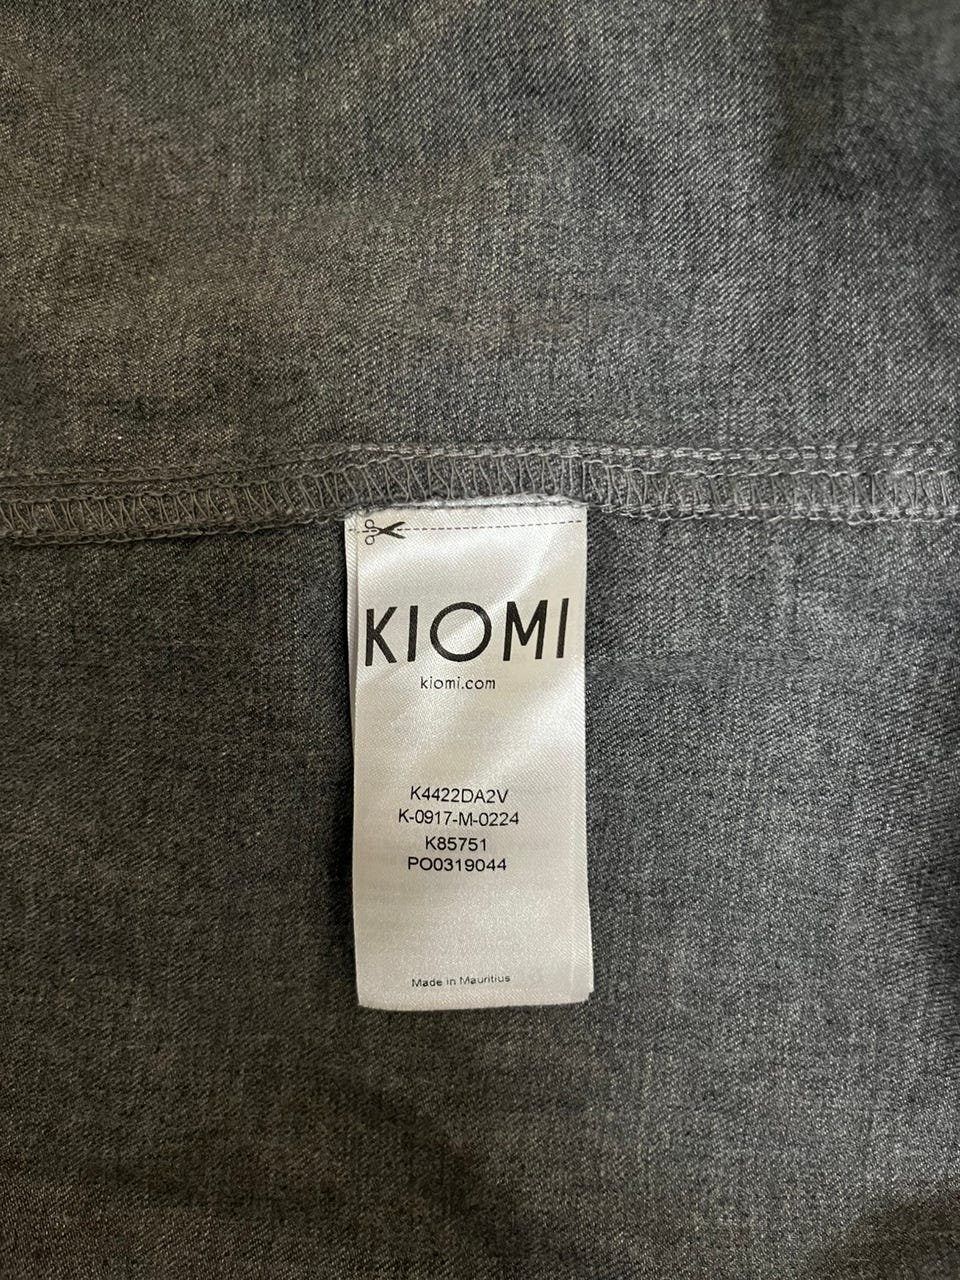 KIOMI
kiomi.com
K4422DA2V
K-0917-M-0224
K85751
PO0319044
Made in Mauritius